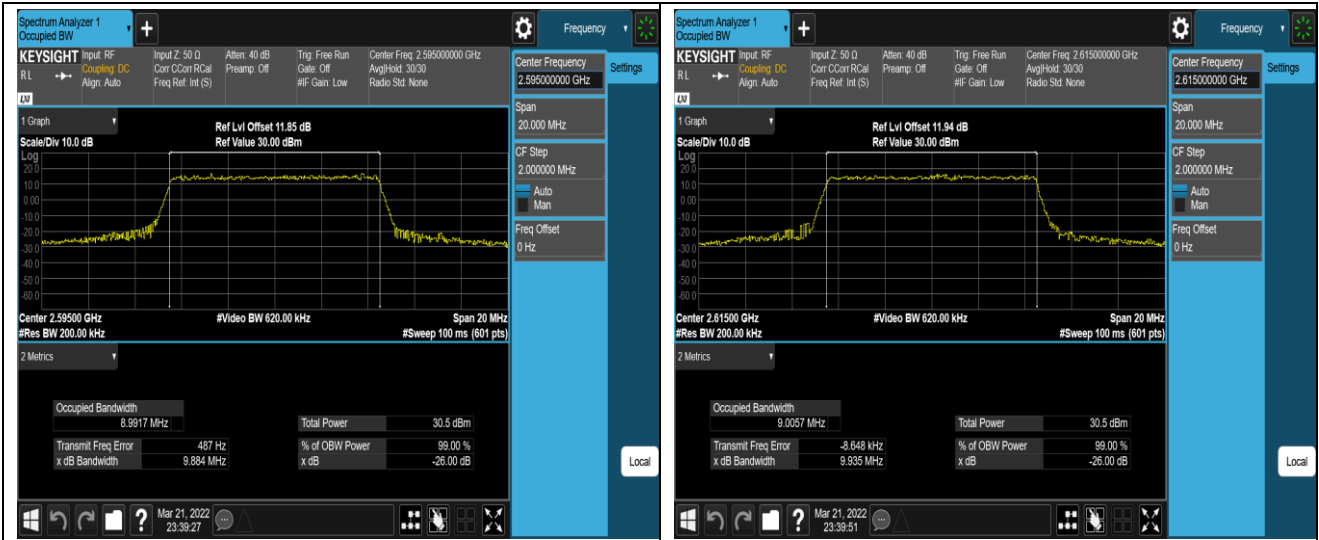 Spectrum Analyzer 1
Occupied BW
+
Frequency
KEYSIGHT
RL
LXI
Input: RF
Coupling: DC
Align: Auto
Input Z: 50 Ω
Corr CCorr RCal
Freq Ref: Int (S)
Atten: 40 dB
Preamp: Off
Trig: Free Run
Gate: Off
#IF Gain: Low
Center Freq: 2.595000000 GHz
Avg|Hold: 30/30
Radio Std: None
Center Frequency
2.595000000 GHz
Settings
Span
20.000 MHz
CF Step
2.000000 MHz
Auto
Man
Freq Offset
0 Hz
Local
1 Graph
Scale/Div 10.0 dB
Ref Lvl Offset 11.85 dB
Ref Value 30.00 dBm
Log
20.0
10.0
0.00
-10.0
-20.0
-30.0
-40.0
-50.0
-60.0
Center 2.59500 GHz
#Res BW 200.00 kHz
#Video BW 620.00 kHz
Span 20 MHz
#Sweep 100 ms (601 pts)
2 Metrics
Occupied Bandwidth
8.9917 MHz
Total Power 30.5 dBm
Transmit Freq Error 487 Hz
% of OBW Power 99.00 %
x dB Bandwidth 9.884 MHz
x dB -26.00 dB
?
Mar 21, 2022
23:39:27
Spectrum Analyzer 1
Occupied BW
+
Frequency
KEYSIGHT
RL
LXI
Input: RF
Coupling: DC
Align: Auto
Input Z: 50 Ω
Corr CCorr RCal
Freq Ref: Int (S)
Atten: 40 dB
Preamp: Off
Trig: Free Run
Gate: Off
#IF Gain: Low
Center Freq: 2.615000000 GHz
Avg|Hold: 30/30
Radio Std: None
Center Frequency
2.615000000 GHz
Settings
Span
20.000 MHz
CF Step
2.000000 MHz
Auto
Man
Freq Offset
0 Hz
Local
1 Graph
Scale/Div 10.0 dB
Ref Lvl Offset 11.94 dB
Ref Value 30.00 dBm
Log
20.0
10.0
0.00
-10.0
-20.0
-30.0
-40.0
-50.0
-60.0
Center 2.61500 GHz
#Res BW 200.00 kHz
#Video BW 620.00 kHz
Span 20 MHz
#Sweep 100 ms (601 pts)
2 Metrics
Occupied Bandwidth
9.0057 MHz
Total Power 30.5 dBm
Transmit Freq Error -8.648 kHz
% of OBW Power 99.00 %
x dB Bandwidth 9.935 MHz
x dB -26.00 dB
?
Mar 21, 2022
23:39:51